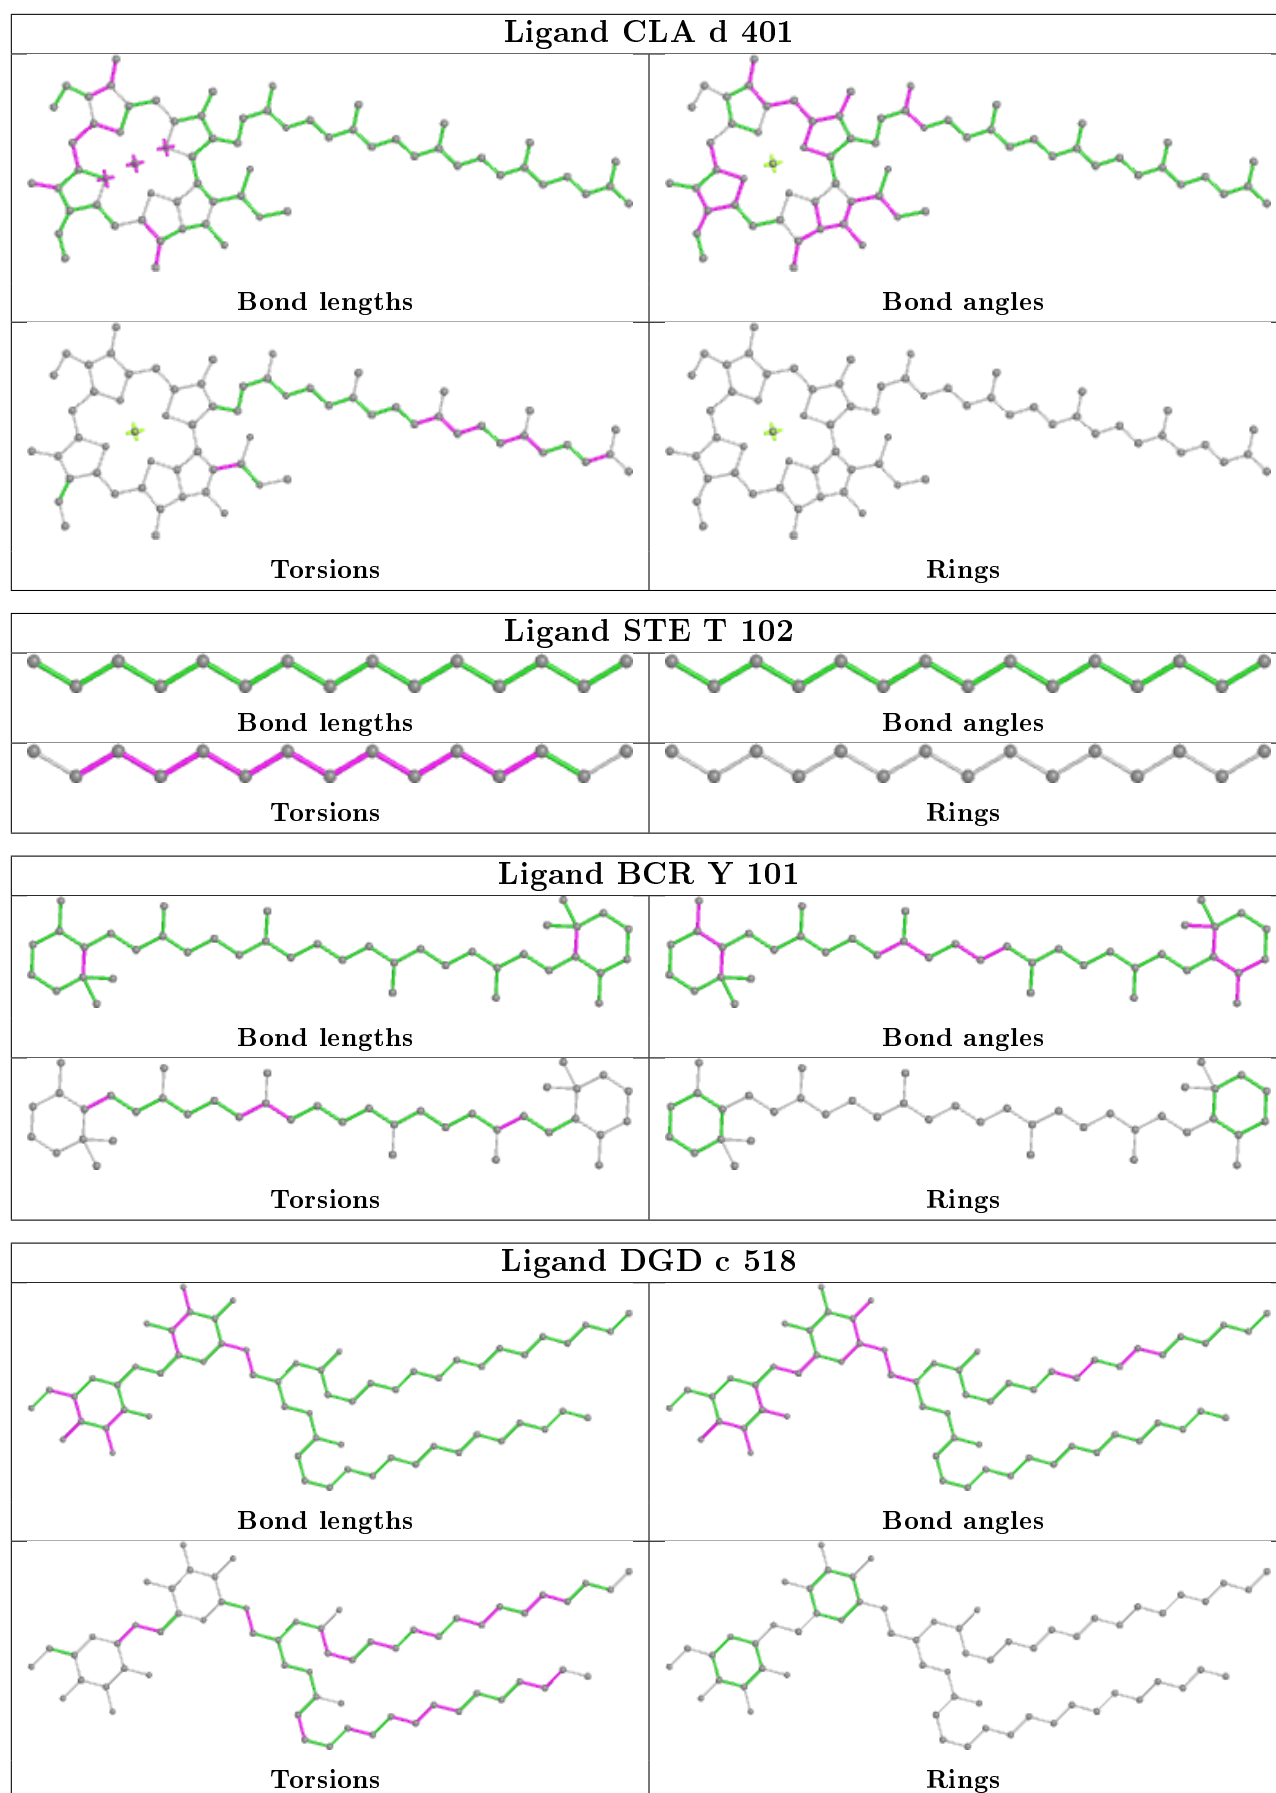 Ligand CLA d 401
Bond lengths
Bond angles
Torsions
Rings
Ligand STE T 102
Bond lengths
Bond angles
Torsions
Rings
Ligand BCR Y 101
Bond lengths
Bond angles
Torsions
Rings
Ligand DGD c 518
Bond lengths
Bond angles
Torsions
Rings